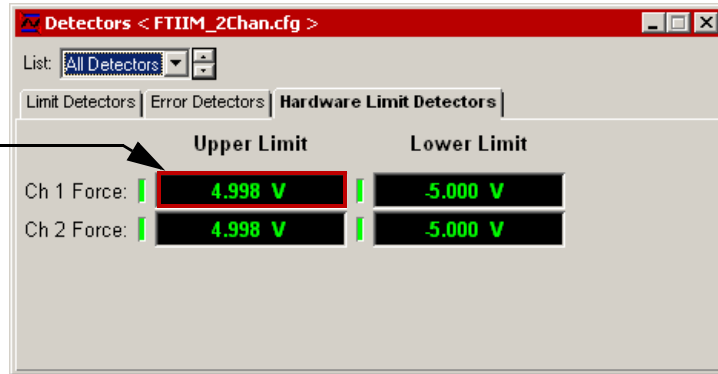 Detectors < FTIIM_2Chan.cfg >
List: All Detectors
Limit Detectors Error Detectors Hardware Limit Detectors
Upper Limit Lower Limit
Ch 1 Force: 4.998 V -5.000 V
Ch 2 Force: 4.998 V -5.000 V